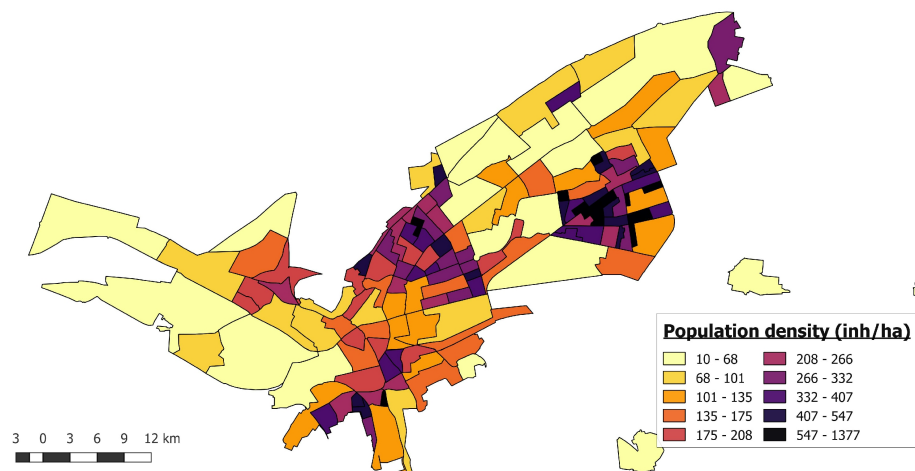 Population density (inh/ha)
10 - 68
68 - 101
101 - 135
135 - 175
175 - 208
208 - 266
266 - 332
332 - 407
407 - 547
547 - 1377
3 0 3 6 9 12 km